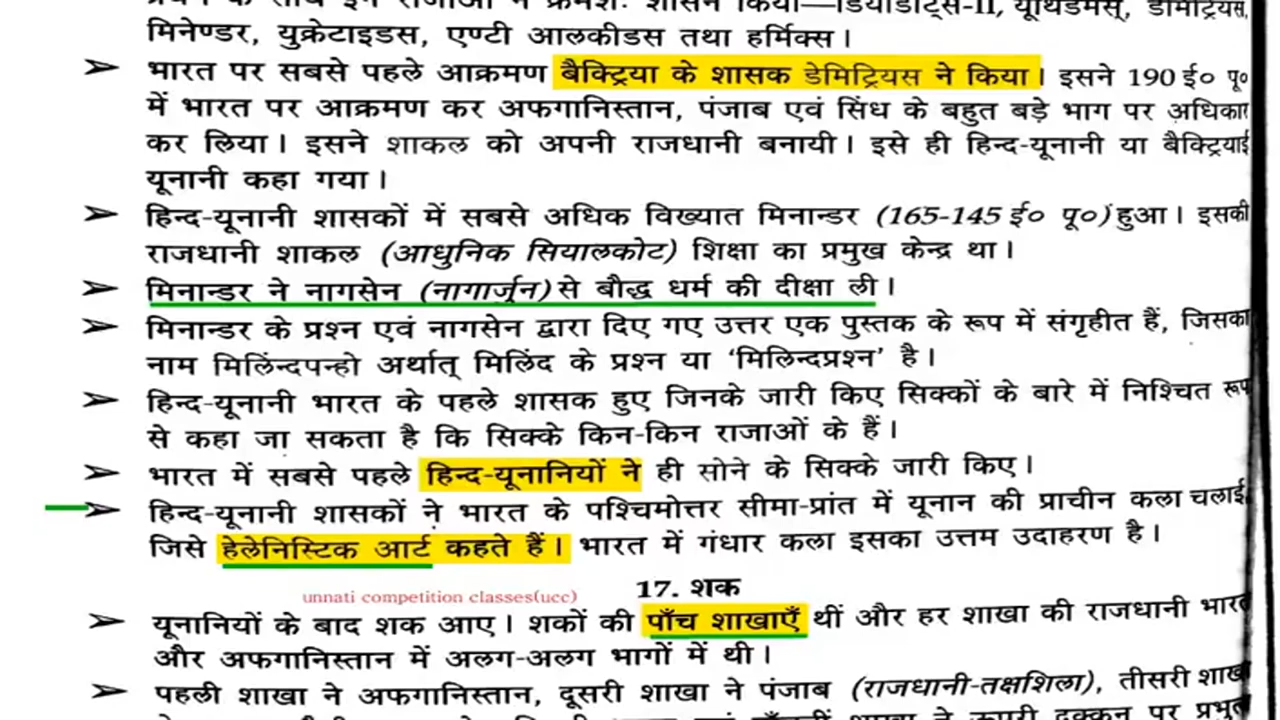 मिनेण्डर, युक्रेटाइडस, एण्टी आलकीडस तथा हर्मिक्स।
➢ भारत पर सबसे पहले आक्रमण बैक्ट्रिया के शासक डेमिट्रियस ने किया। इसने 190 ई० पू०
में भारत पर आक्रमण कर अफगानिस्तान, पंजाब एवं सिंध के बहुत बड़े भाग पर अधिकार
कर लिया। इसने शाकल को अपनी राजधानी बनायी। इसे ही हिन्द-यूनानी या बैक्ट्रियाई
यूनानी कहा गया।
➢ हिन्द-यूनानी शासकों में सबसे अधिक विख्यात मिनान्डर (165-145 ई० पू०) हुआ। इसकी
राजधानी शाकल (आधुनिक सियालकोट) शिक्षा का प्रमुख केन्द्र था।
➢ मिनान्डर ने नागसेन (नागार्जुन) से बौद्ध धर्म की दीक्षा ली।
➢ मिनान्डर के प्रश्न एवं नागसेन द्वारा दिए गए उत्तर एक पुस्तक के रूप में संगृहीत हैं, जिसका
नाम मिलिंन्दपन्हो अर्थात् मिलिंद के प्रश्न या ‘मिलिन्दप्रश्न’ है।
➢ हिन्द-यूनानी भारत के पहले शासक हुए जिनके जारी किए सिक्कों के बारे में निश्चित रूप
से कहा जा सकता है कि सिक्के किन-किन राजाओं के हैं।
➢ भारत में सबसे पहले हिन्द-यूनानियों ने ही सोने के सिक्के जारी किए।
➢ हिन्द-यूनानी शासकों ने भारत के पश्चिमोत्तर सीमा-प्रांत में यूनान की प्राचीन कला चलाई
जिसे हेलेनिस्टिक आर्ट कहते हैं। भारत में गंधार कला इसका उत्तम उदाहरण है।
unnati competition classes(ucc) 17. शक
➢ यूनानियों के बाद शक आए। शकों की पाँच शाखाएँ थीं और हर शाखा की राजधानी भारत
और अफगानिस्तान में अलग-अलग भागों में थी।
➢ पहली शाखा ने अफगानिस्तान, दूसरी शाखा ने पंजाब (राजधानी-तक्षशिला), तीसरी शाखा